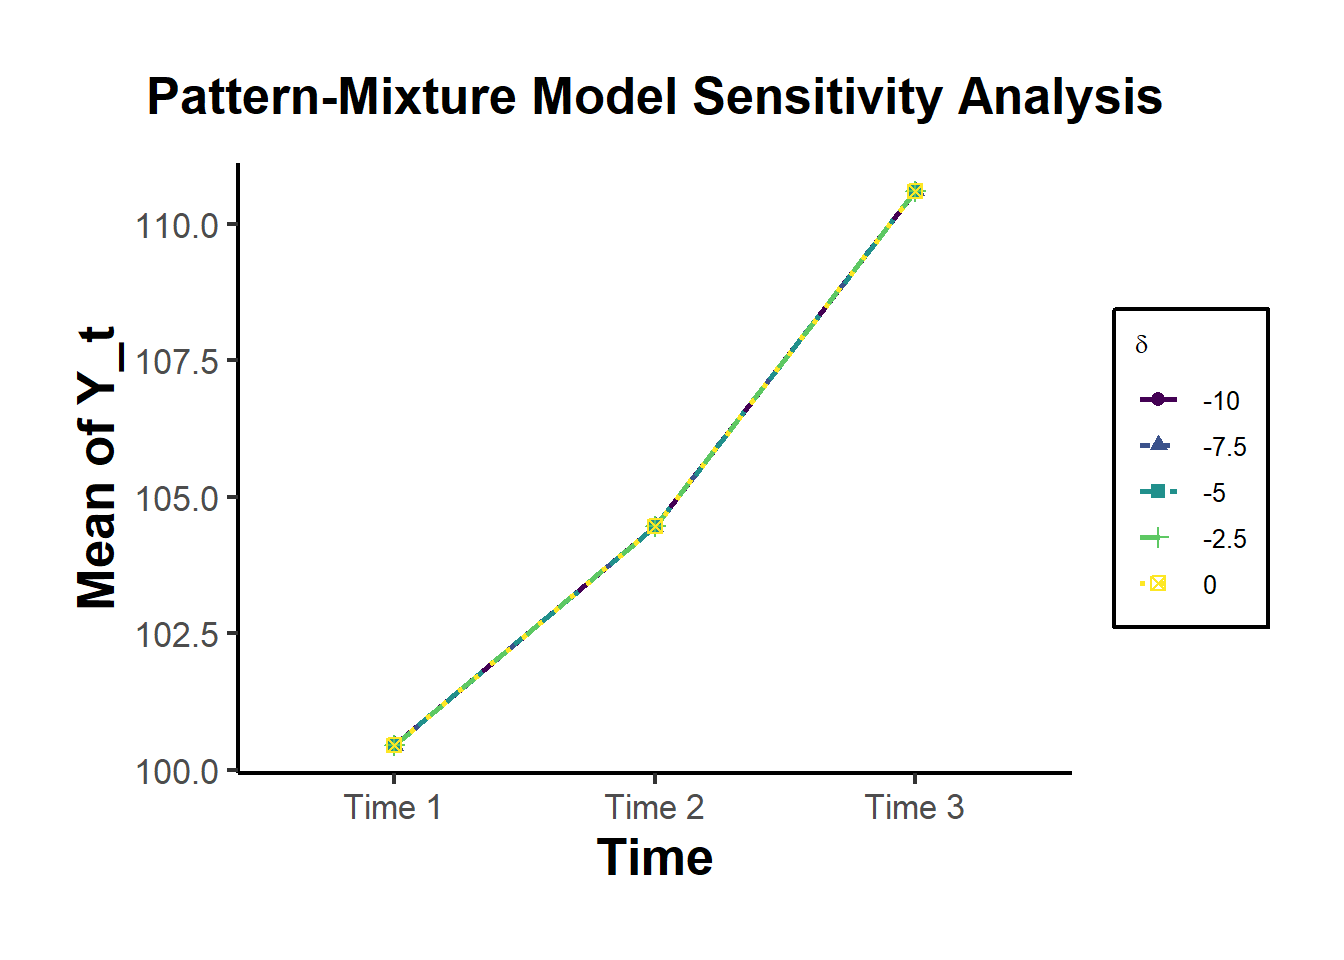 Pattern-Mixture Model Sensitivity Analysis
Mean of Y_t
110.0
107.5
105.0
102.5
100.0
Time 1
Time 2
Time 3
Time
δ
-10
-7.5
-5
-2.5
0